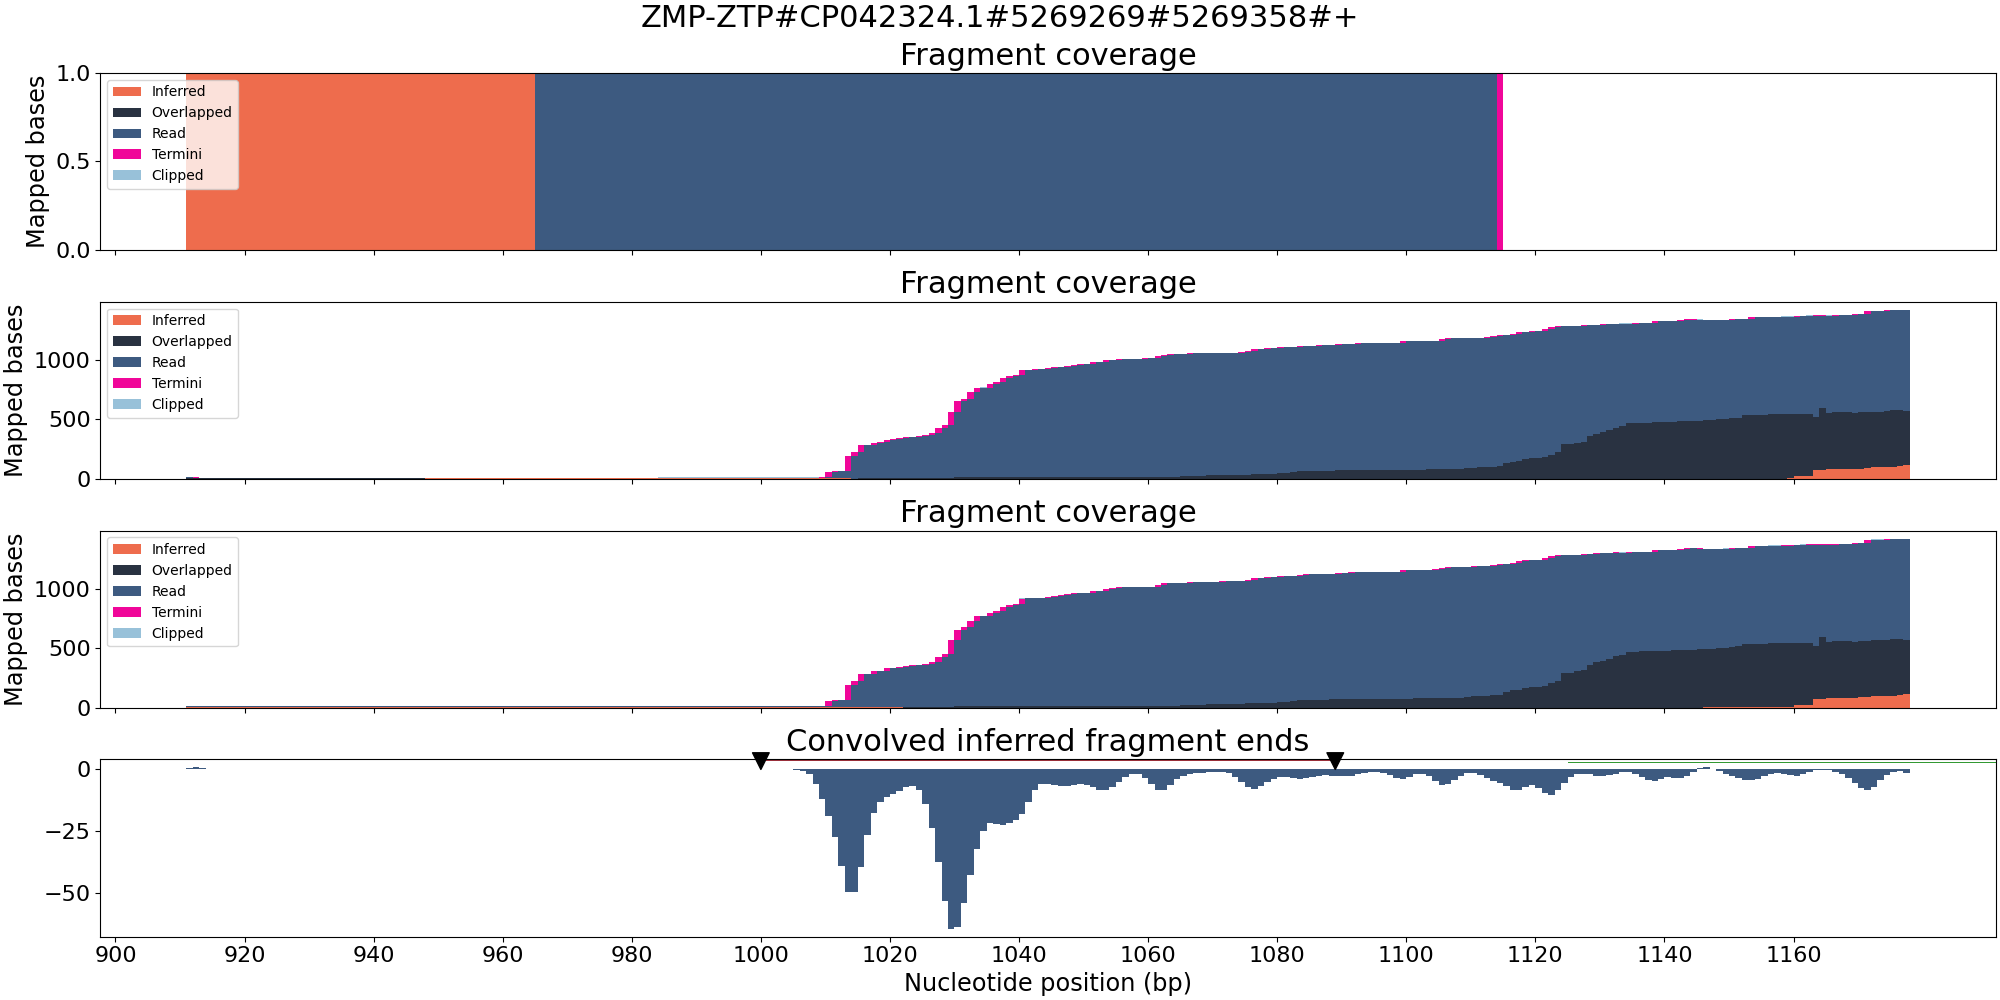 ZMP-ZTP#CP042324.1#5269269#5269358#+
Fragment coverage
Mapped bases
1.0
0.5
0.0
Inferred
Overlapped
Read
Termini
Clipped
Fragment coverage
Mapped bases
1000
500
0
Inferred
Overlapped
Read
Termini
Clipped
Fragment coverage
Mapped bases
1000
500
0
Inferred
Overlapped
Read
Termini
Clipped
Convolved inferred fragment ends
0
−25
−50
900 920 940 960 980 1000 1020 1040 1060 1080 1100 1120 1140 1160
Nucleotide position (bp)